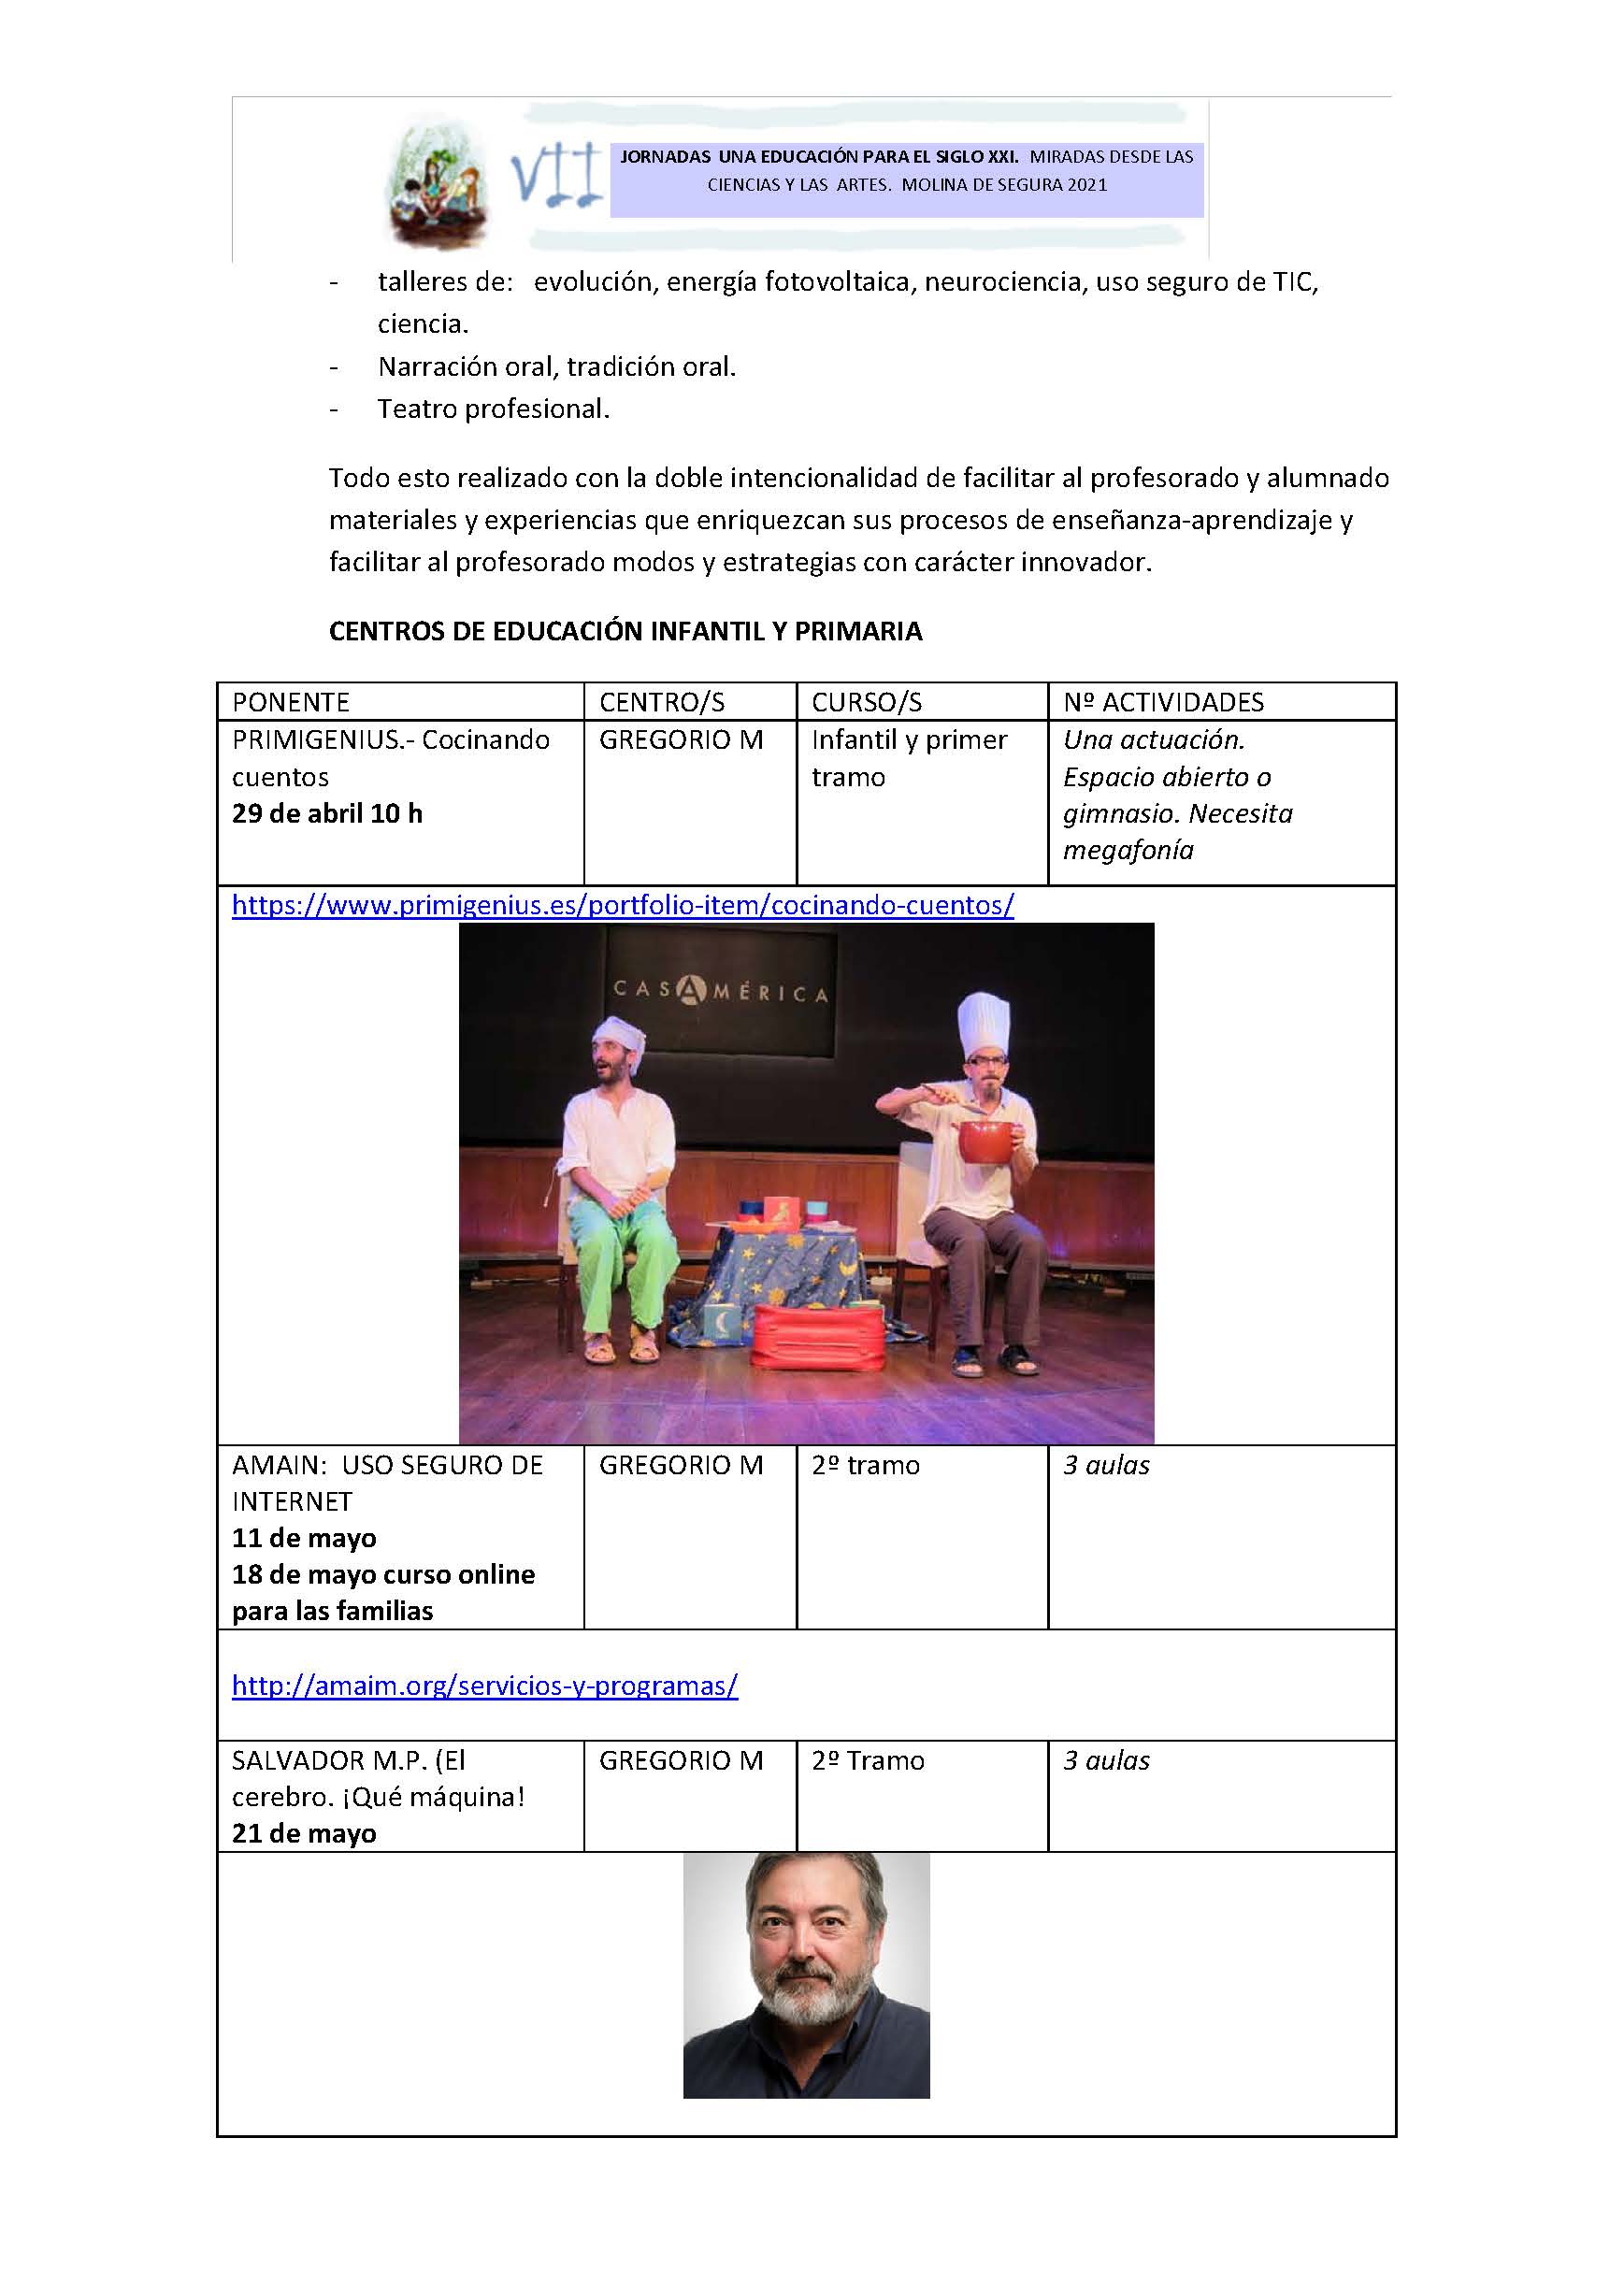 VII
JORNADAS UNA EDUCACIÓN PARA EL SIGLO XXI. MIRADAS DESDE LAS
CIENCIAS Y LAS ARTES. MOLINA DE SEGURA 2021
- talleres de: evolución, energía fotovoltaica, neurociencia, uso seguro de TIC,
ciencia.
- Narración oral, tradición oral.
- Teatro profesional.
Todo esto realizado con la doble intencionalidad de facilitar al profesorado y alumnado
materiales y experiencias que enriquezcan sus procesos de enseñanza-aprendizaje y
facilitar al profesorado modos y estrategias con carácter innovador.
CENTROS DE EDUCACIÓN INFANTIL Y PRIMARIA
PONENTE CENTRO/S CURSO/S Nº ACTIVIDADES
PRIMIGENIUS.- Cocinando GREGORIO M Infantil y primer Una actuación.
cuentos tramo Espacio abierto o
29 de abril 10 h gimnasio. Necesita
megafonía
https://www.primigenius.es/portfolio-item/cocinando-cuentos/
CASAMÉRICA
AMAIN: USO SEGURO DE GREGORIO M 2º tramo 3 aulas
INTERNET
11 de mayo
18 de mayo curso online
para las familias
http://amaim.org/servicios-y-programas/
SALVADOR M.P. (El GREGORIO M 2º Tramo 3 aulas
cerebro. ¡Qué máquina!
21 de mayo